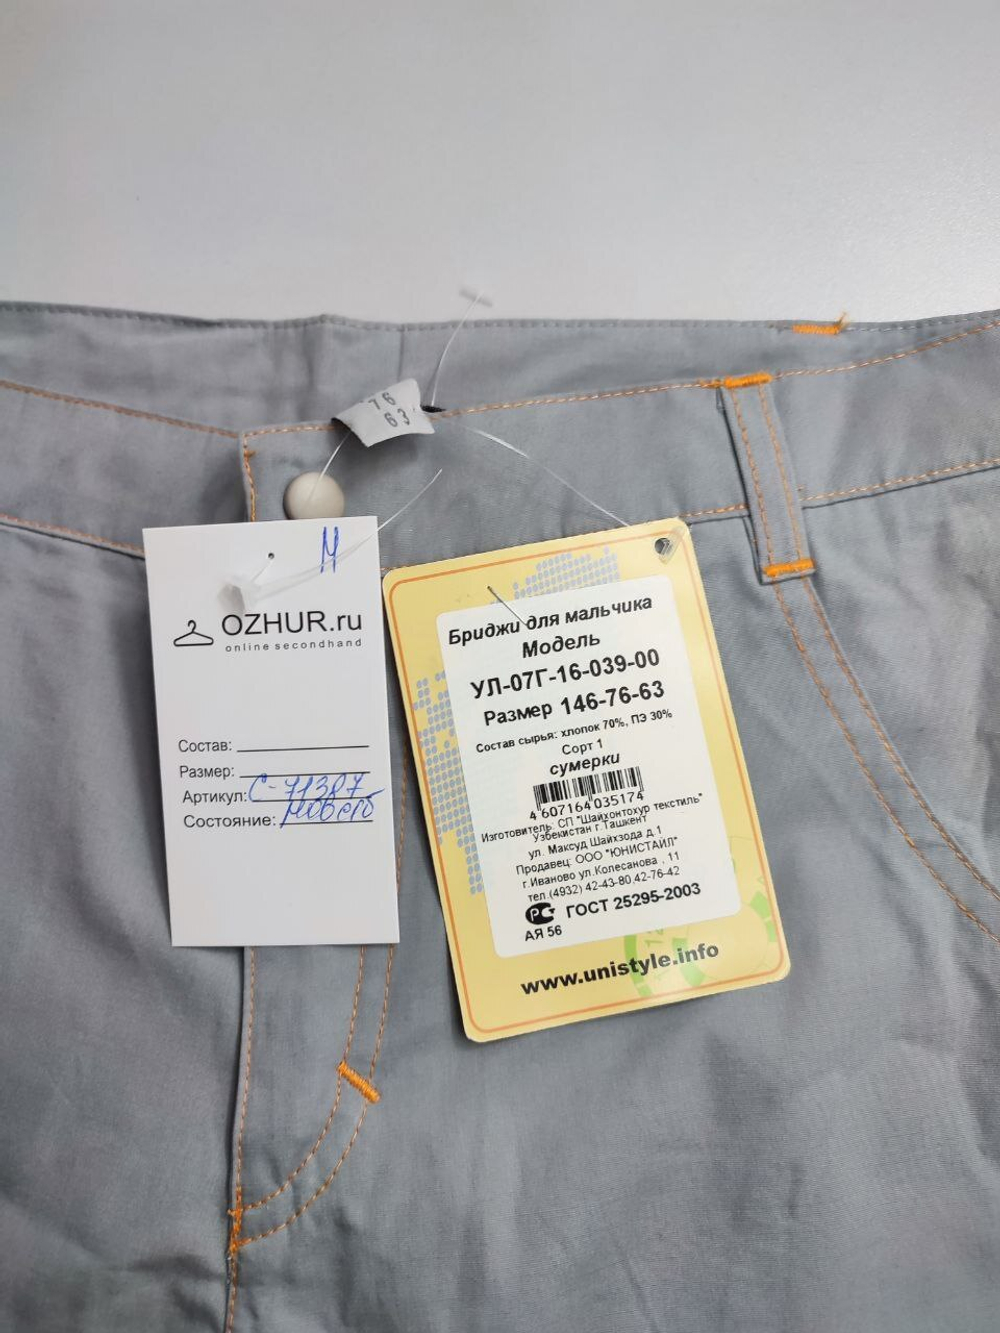 М
OZHUR.ru
online secondhand
Состав:
Размер:
Артикул: С-71387
Состояние: новое
Бриджи для мальчика
Модель
УЛ-07Г-16-039-00
Размер 146-76-63
Состав сырья: хлопок 70%, ПЭ 30%
Сорт 1
сумерки
4 607164 035174
Изготовитель: СП "Шайхонтохур текстиль"
Узбекистан г.Ташкент
ул. Максуд Шайхзода д.1
Продавец: ООО "ЮНИСТАЙЛ"
г.Иваново ул.Колесанова , 11
тел.(4932) 42-43-80,42-76-42
РСТ ГОСТ 25295-2003
АЯ 56
www.unistyle.info